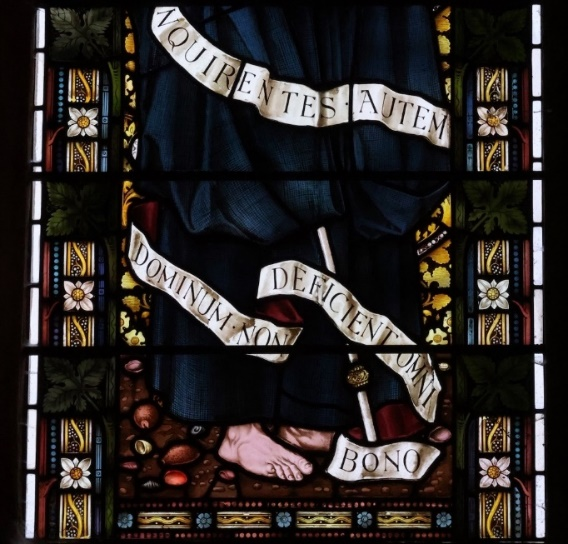 NQUIRENTES · AUTEM
DOMINUM · NON
DEFICIENT · OMNI
BONO